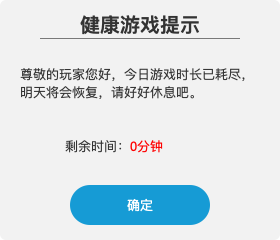 健康游戏提示
尊敬的玩家您好，今日游戏时长已耗尽，
明天将会恢复，请好好休息吧。
剩余时间：0分钟
确定